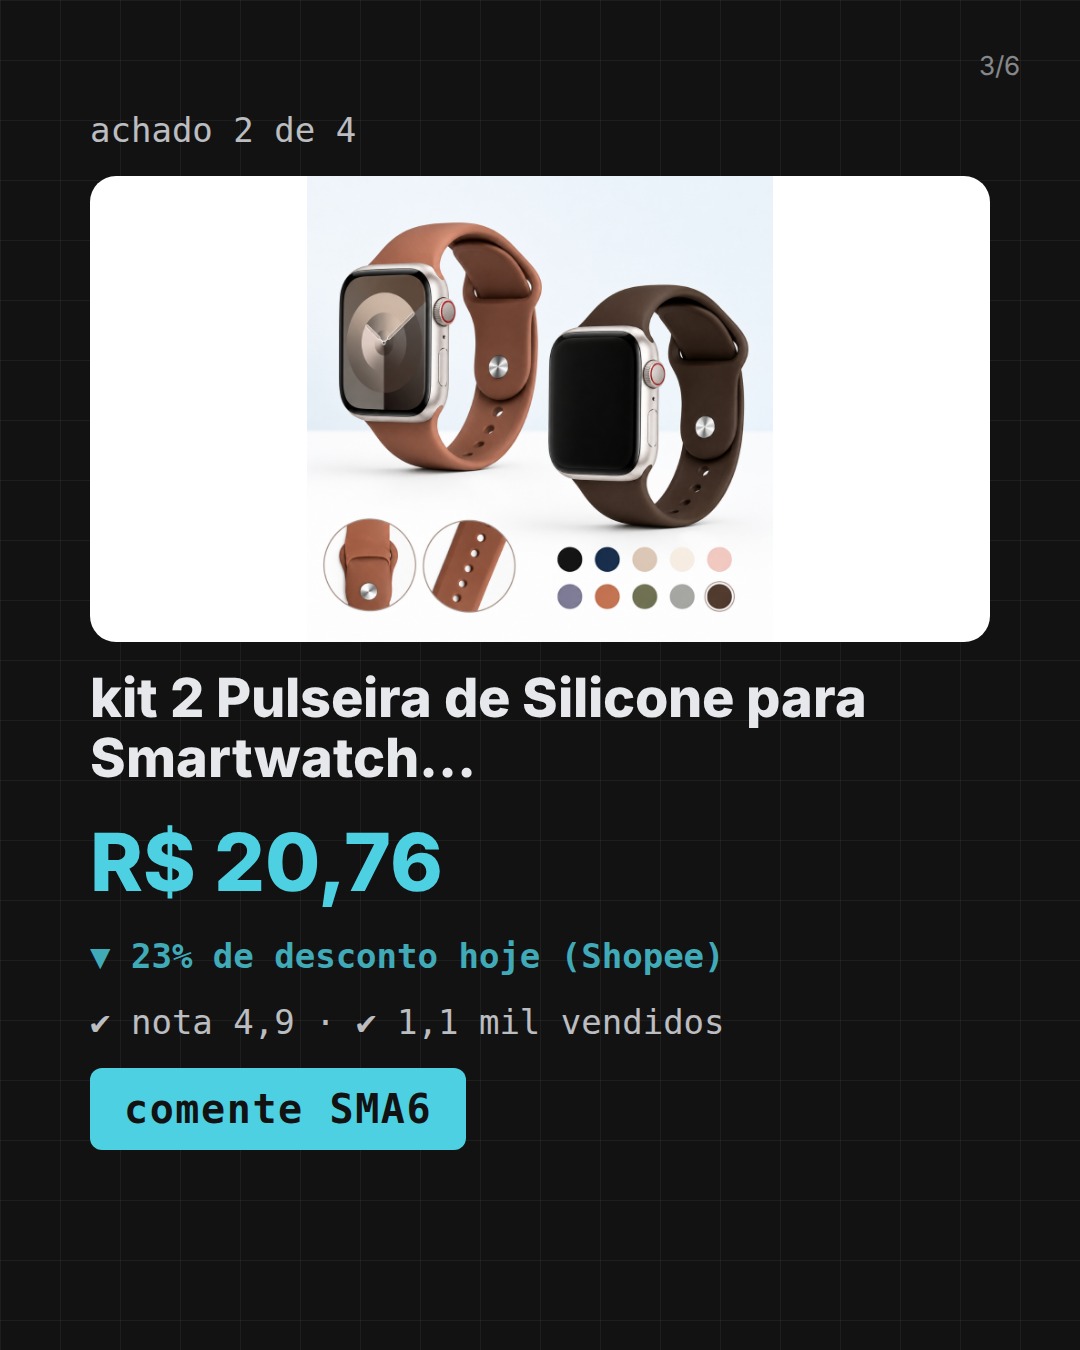 3/6
achado 2 de 4
kit 2 Pulseira de Silicone para
Smartwatch...
R$ 20,76
▼ 23% de desconto hoje (Shopee)
✔ nota 4,9 · ✔ 1,1 mil vendidos
comente SMA6